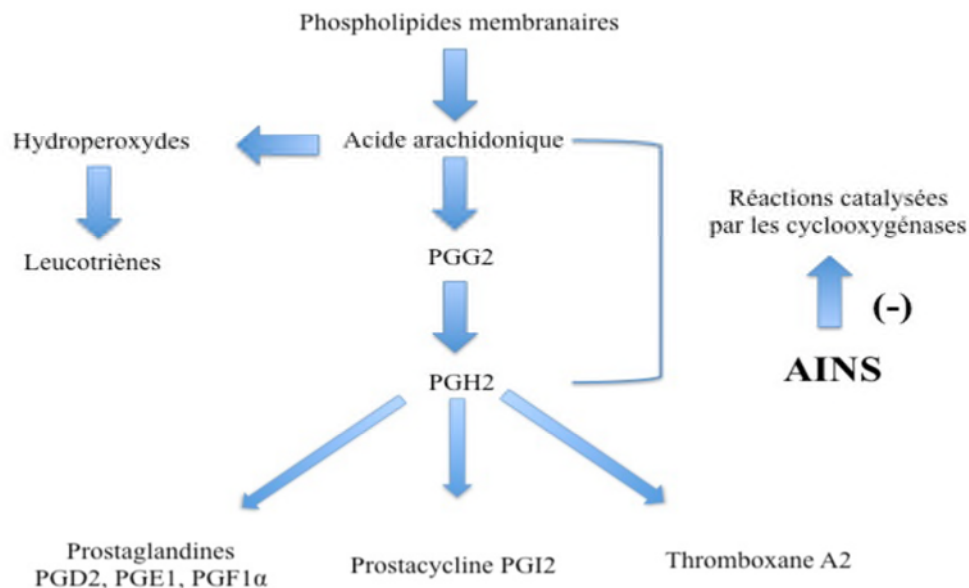 Phospholipides membranaires
Hydroperoxydes
Acide arachidonique
Réactions catalysées
par les cyclooxygénases
Leucotriènes
PGG2
(-)
AINS
PGH2
Prostaglandines
PGD2, PGE1, PGF1α
Prostacycline PGI2
Thromboxane A2